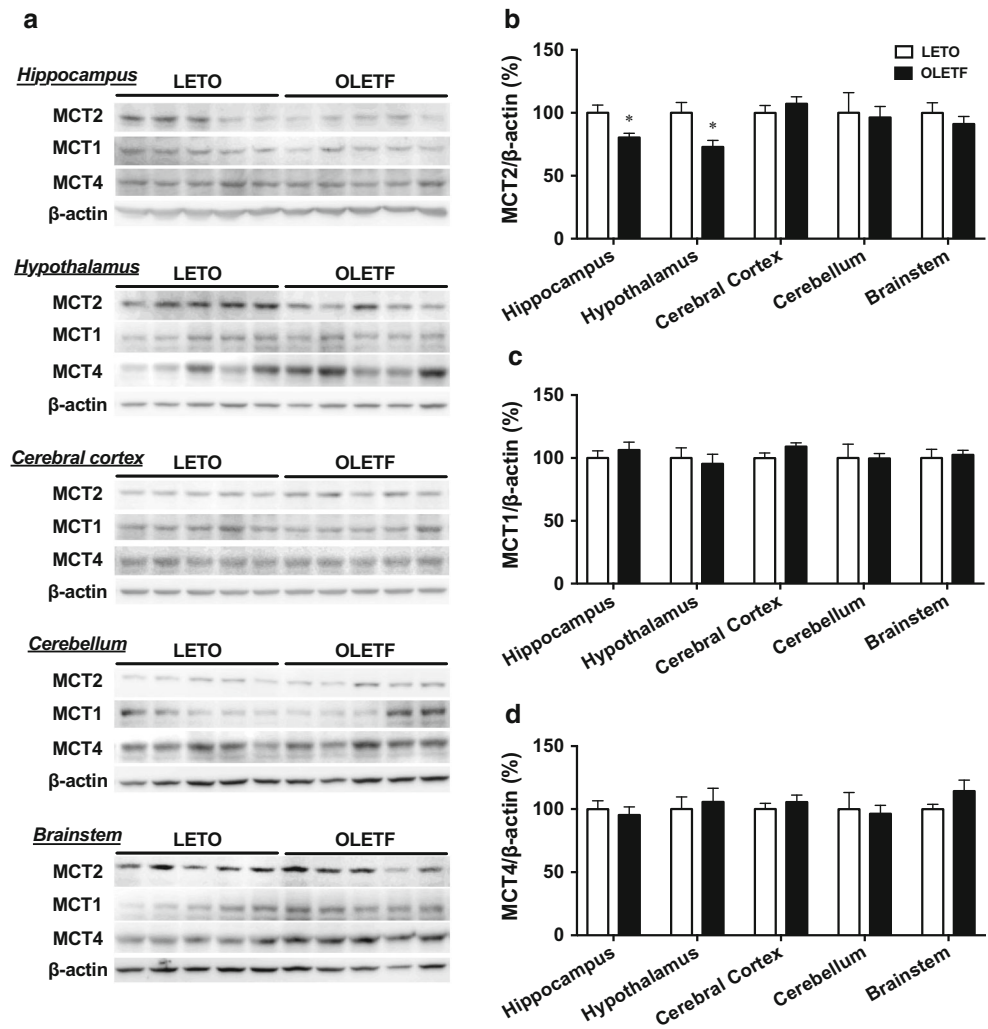 a
Hippocampus
LETO OLETF
MCT2
MCT1
MCT4
β-actin
Hypothalamus
LETO OLETF
MCT2
MCT1
MCT4
β-actin
Cerebral cortex
LETO OLETF
MCT2
MCT1
MCT4
β-actin
Cerebellum
LETO OLETF
MCT2
MCT1
MCT4
β-actin
Brainstem
LETO OLETF
MCT2
MCT1
MCT4
β-actin
b
MCT2/β-actin (%)
150
100
50
0
* *
LETO
OLETF
Hippocampus
Hypothalamus
Cerebral Cortex
Cerebellum
Brainstem
c
MCT1/β-actin (%)
150
100
50
0
Hippocampus
Hypothalamus
Cerebral Cortex
Cerebellum
Brainstem
d
MCT4/β-actin (%)
150
100
50
0
Hippocampus
Hypothalamus
Cerebral Cortex
Cerebellum
Brainstem